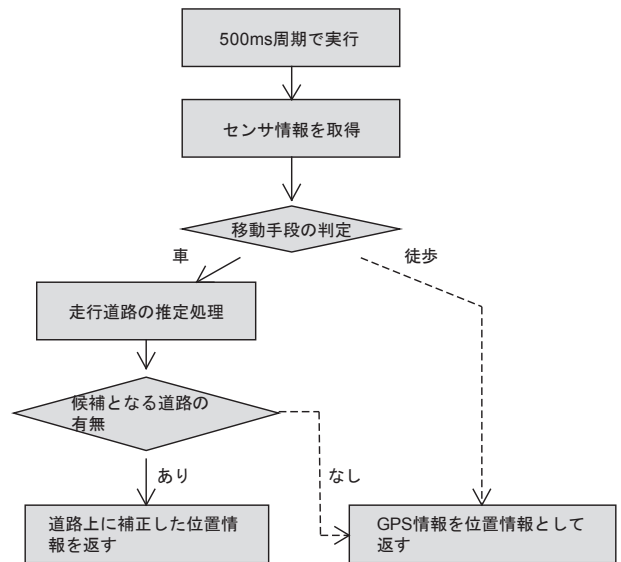 500ms周期で実行
センサ情報を取得
移動手段の判定
車
徒歩
走行道路の推定処理
候補となる道路の
有無
あり
なし
道路上に補正した位置情
報を返す
GPS情報を位置情報として
返す